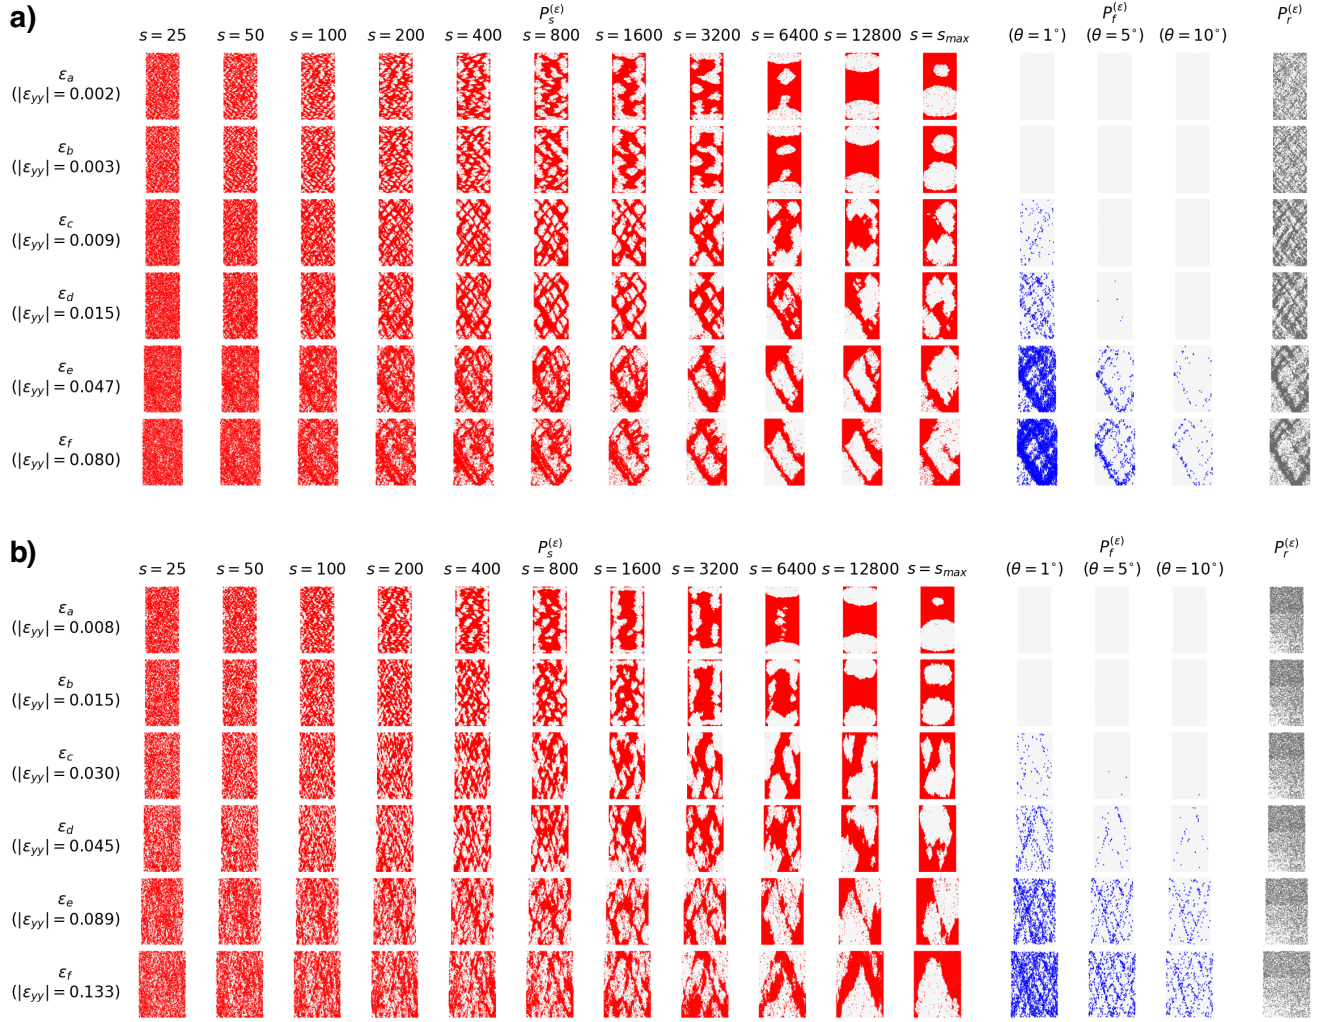 a)
P_s^(ε) P_f^(ε) P_r^(ε)
s = 25 s = 50 s = 100 s = 200 s = 400 s = 800 s = 1600 s = 3200 s = 6400 s = 12800 s = s_max (θ = 1°) (θ = 5°) (θ = 10°)
ε_a
(|ε_yy| = 0.002)
ε_b
(|ε_yy| = 0.003)
ε_c
(|ε_yy| = 0.009)
ε_d
(|ε_yy| = 0.015)
ε_e
(|ε_yy| = 0.047)
ε_f
(|ε_yy| = 0.080)
b)
P_s^(ε) P_f^(ε) P_r^(ε)
s = 25 s = 50 s = 100 s = 200 s = 400 s = 800 s = 1600 s = 3200 s = 6400 s = 12800 s = s_max (θ = 1°) (θ = 5°) (θ = 10°)
ε_a
(|ε_yy| = 0.008)
ε_b
(|ε_yy| = 0.015)
ε_c
(|ε_yy| = 0.030)
ε_d
(|ε_yy| = 0.045)
ε_e
(|ε_yy| = 0.089)
ε_f
(|ε_yy| = 0.133)